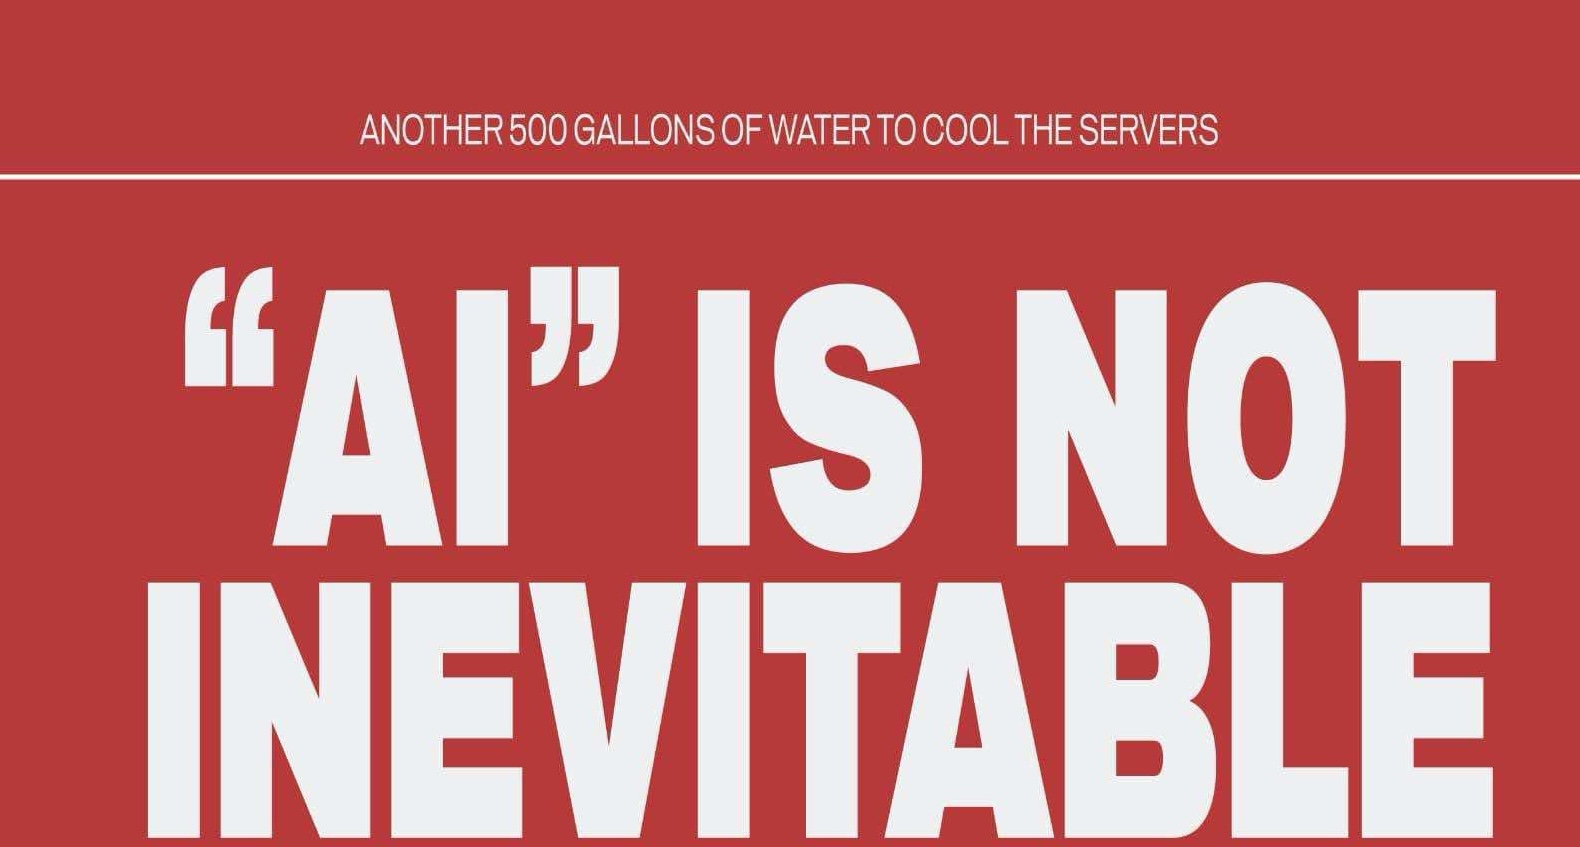 ANOTHER 500 GALLONS OF WATER TO COOL THE SERVERS
“AI” IS NOT
INEVITABLE